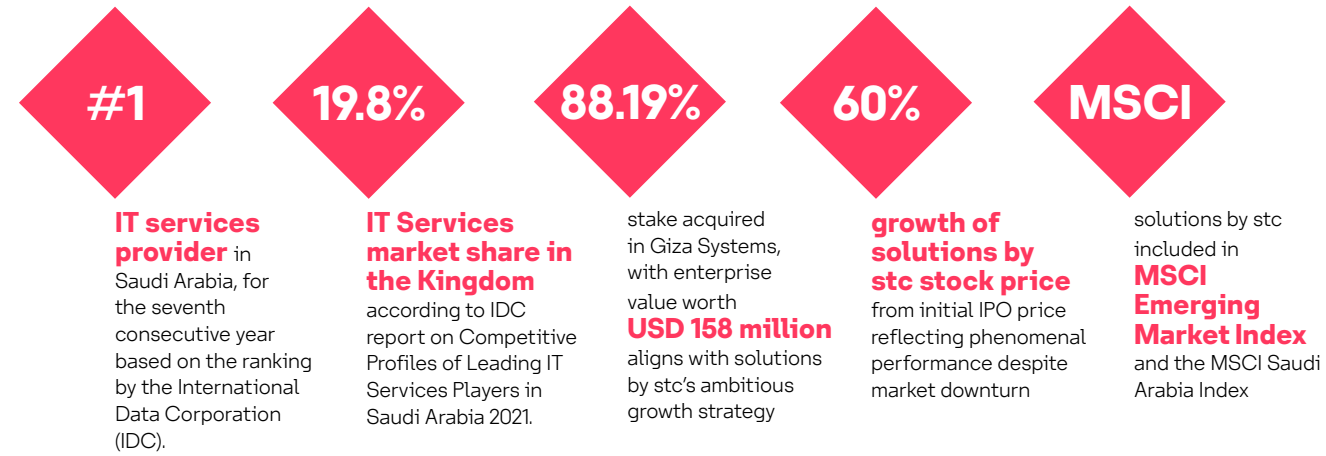 #1
IT services
provider in
Saudi Arabia, for
the seventh
consecutive year
based on the ranking
by the International
Data Corporation
(IDC).
19.8%
IT Services
market share in
the Kingdom
according to IDC
report on Competitive
Profiles of Leading IT
Services Players in
Saudi Arabia 2021.
88.19%
stake acquired
in Giza Systems,
with enterprise
value worth
USD 158 million
aligns with solutions
by stc's ambitious
growth strategy
60%
growth of
solutions by
stc stock price
from initial IPO price
reflecting phenomenal
performance despite
market downturn
MSCI
solutions by stc
included in
MSCI
Emerging
Market Index
and the MSCI Saudi
Arabia Index